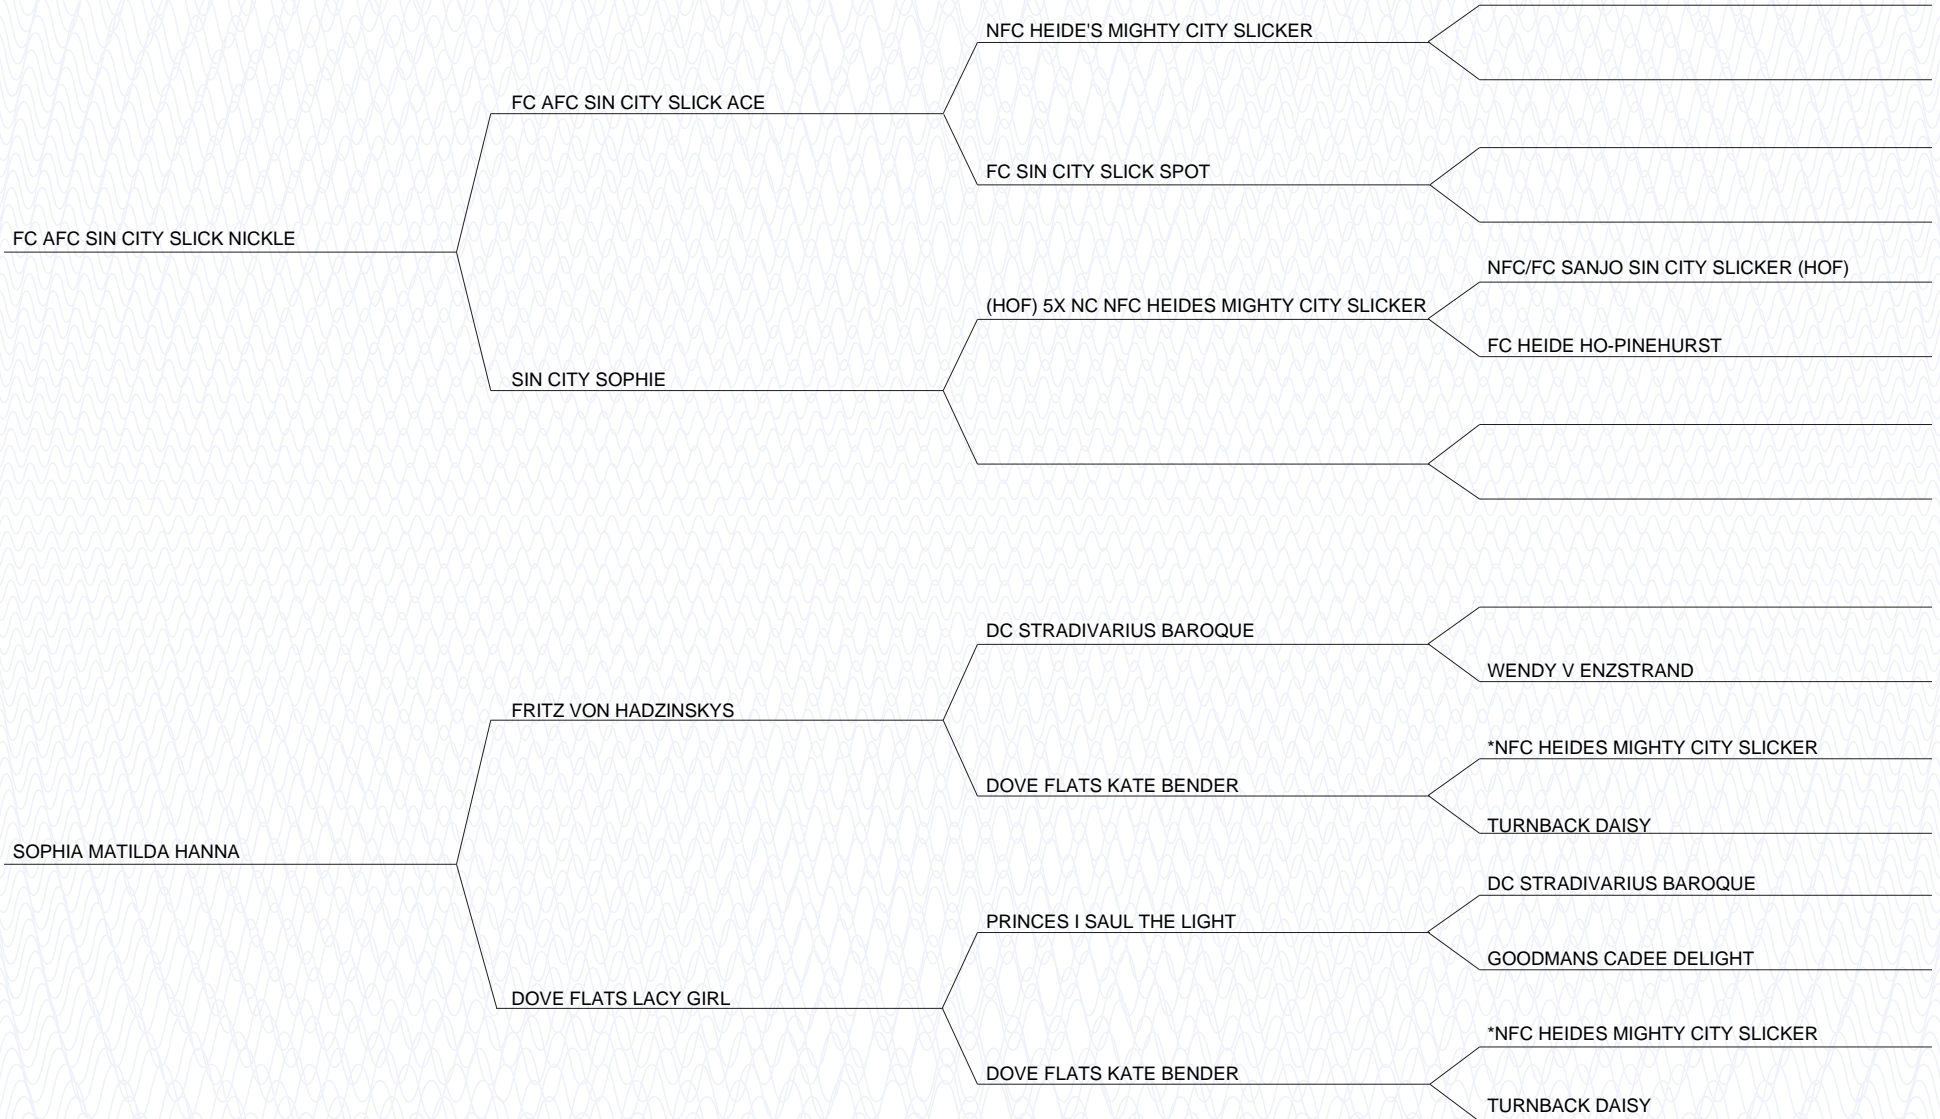 NFC HEIDE'S MIGHTY CITY SLICKER
FC AFC SIN CITY SLICK ACE
FC SIN CITY SLICK SPOT
FC AFC SIN CITY SLICK NICKLE
NFC/FC SANJO SIN CITY SLICKER (HOF)
(HOF) 5X NC NFC HEIDES MIGHTY CITY SLICKER
FC HEIDE HO-PINEHURST
SIN CITY SOPHIE
DC STRADIVARIUS BAROQUE
WENDY V ENZSTRAND
FRITZ VON HADZINSKYS
*NFC HEIDES MIGHTY CITY SLICKER
DOVE FLATS KATE BENDER
TURNBACK DAISY
SOPHIA MATILDA HANNA
DC STRADIVARIUS BAROQUE
PRINCES I SAUL THE LIGHT
GOODMANS CADEE DELIGHT
DOVE FLATS LACY GIRL
*NFC HEIDES MIGHTY CITY SLICKER
DOVE FLATS KATE BENDER
TURNBACK DAISY